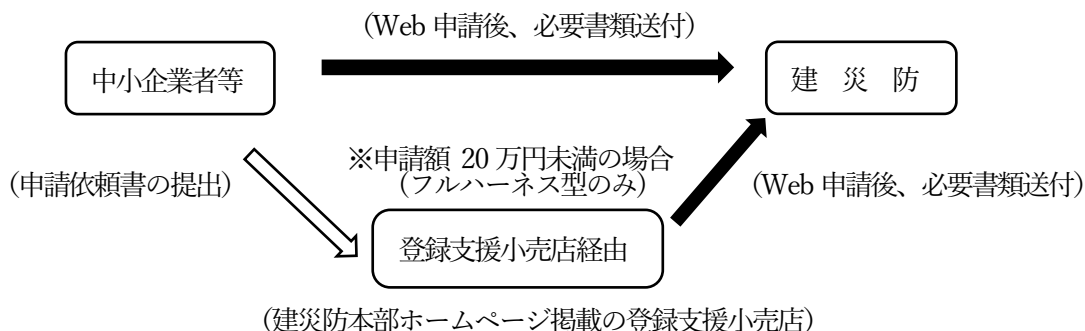 (Web 申請後、必要書類送付)
中小企業者等
建 災 防
※申請額 20 万円未満の場合
(フルハーネス型のみ)
(申請依頼書の提出)
(Web 申請後、必要書類送付)
登録支援小売店経由
(建災防本部ホームページ掲載の登録支援小売店)